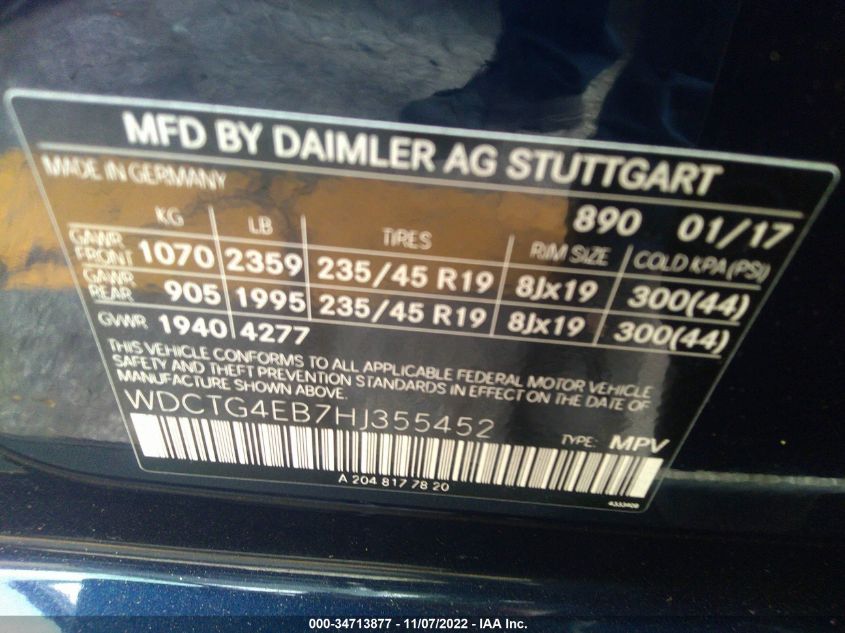 MFD BY DAIMLER AG STUTTGART
MADE IN GERMANY
890 01/17
KG LB TIRES RIM SIZE COLD KPA (PSI)
GAWR FRONT 1070 2359 235/45 R19 8Jx19 300(44)
GAWR REAR 905 1995 235/45 R19 8Jx19 300(44)
GVWR 1940 4277
THIS VEHICLE CONFORMS TO ALL APPLICABLE FEDERAL MOTOR VEHICLE
SAFETY AND THEFT PREVENTION STANDARDS IN EFFECT ON THE DATE OF
MANUFACTURE SHOWN ABOVE.
WDCTG4EB7HJ355452
TYPE: MPV
A 204 817 78 20
000-34713877 - 11/07/2022 - IAA Inc.